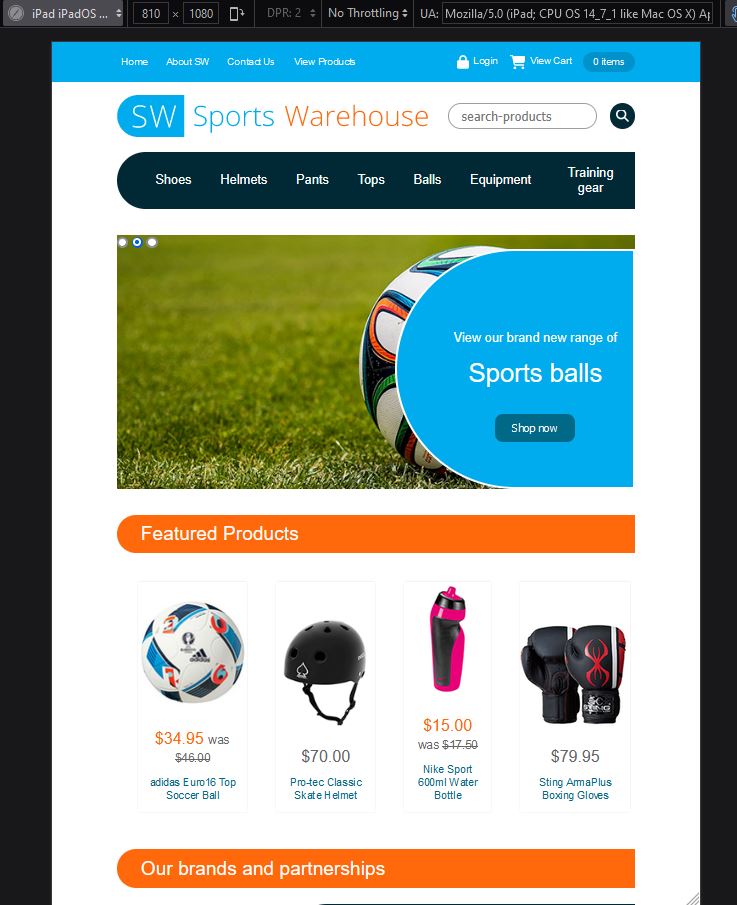 iPad iPadOS ... 810 × 1080 DPR: 2 No Throttling UA: Mozilla/5.0 (iPad; CPU OS 14_7_1 like Mac OS X) Ap
Home About SW Contact Us View Products Login View Cart 0 items
SW Sports Warehouse search-products
Shoes Helmets Pants Tops Balls Equipment Training
gear
View our brand new range of
Sports balls
Shop now
Featured Products
$34.95 was
$46.00
adidas Euro16 Top
Soccer Ball
$70.00
Pro-tec Classic
Skate Helmet
$15.00
was $17.50
Nike Sport
600ml Water
Bottle
$79.95
Sting ArmaPlus
Boxing Gloves
adidas
STING
Our brands and partnerships